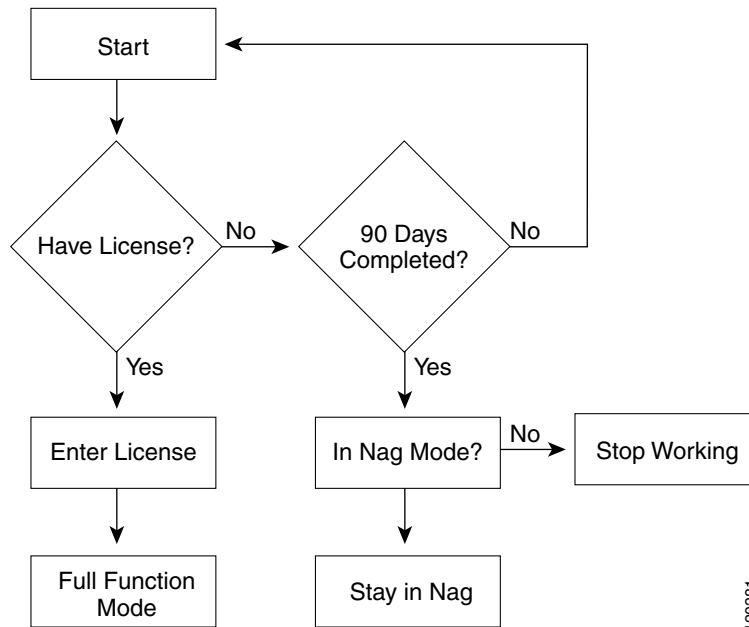 Start
Have License?
No
90 Days
Completed?
No
Yes
Yes
Enter License
In Nag Mode?
No
Stop Working
Full Function
Mode
Stay in Nag